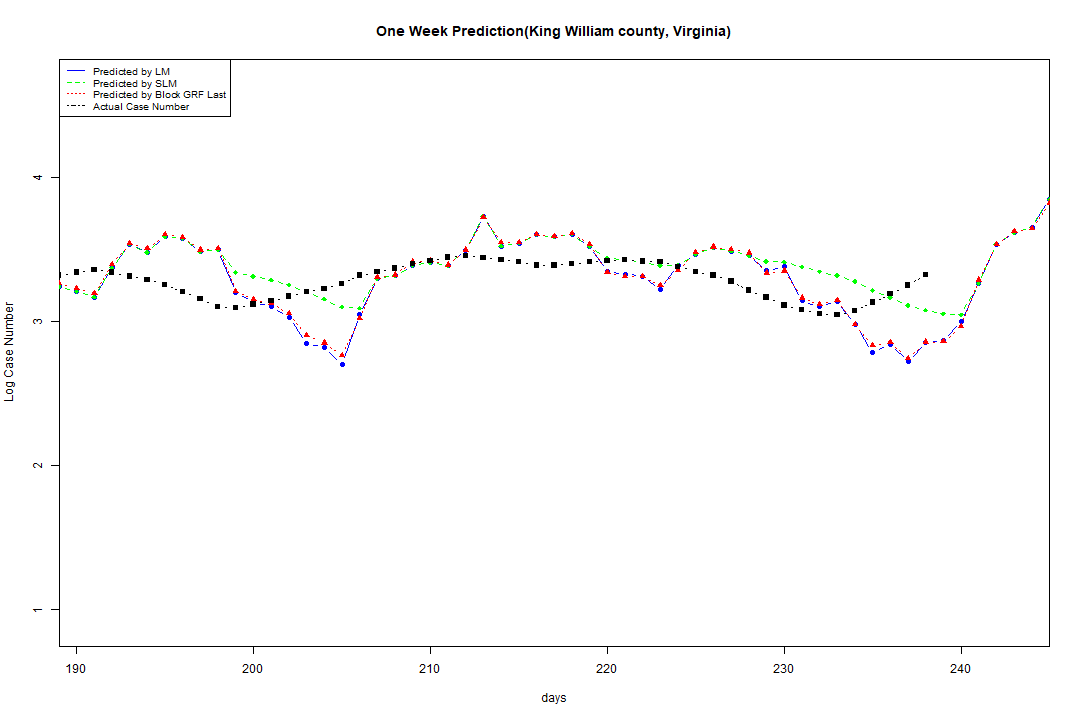 One Week Prediction(King William county, Virginia)
Predicted by LM
Predicted by SLM
Predicted by Block GRF Last
Actual Case Number
4
3
2
1
Log Case Number
190 200 210 220 230 240
days